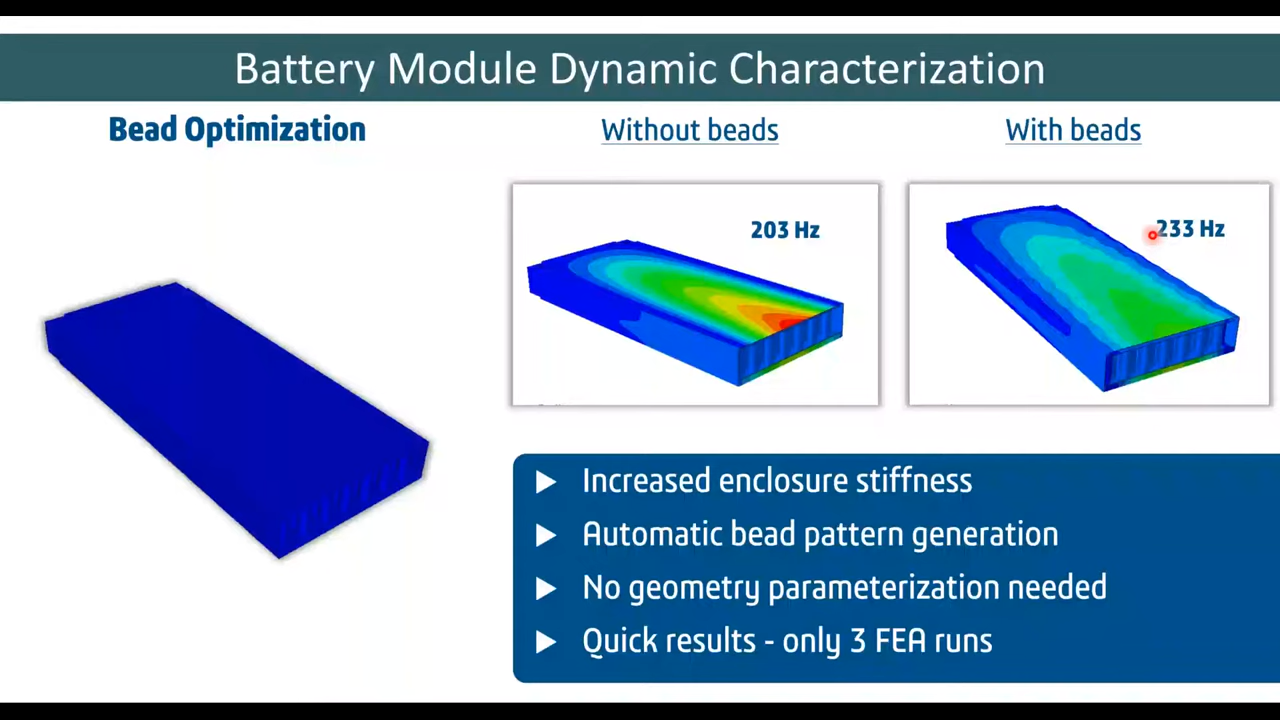 Battery Module Dynamic Characterization
Bead Optimization
Without beads
With beads
203 Hz
233 Hz
Increased enclosure stiffness
Automatic bead pattern generation
No geometry parameterization needed
Quick results - only 3 FEA runs